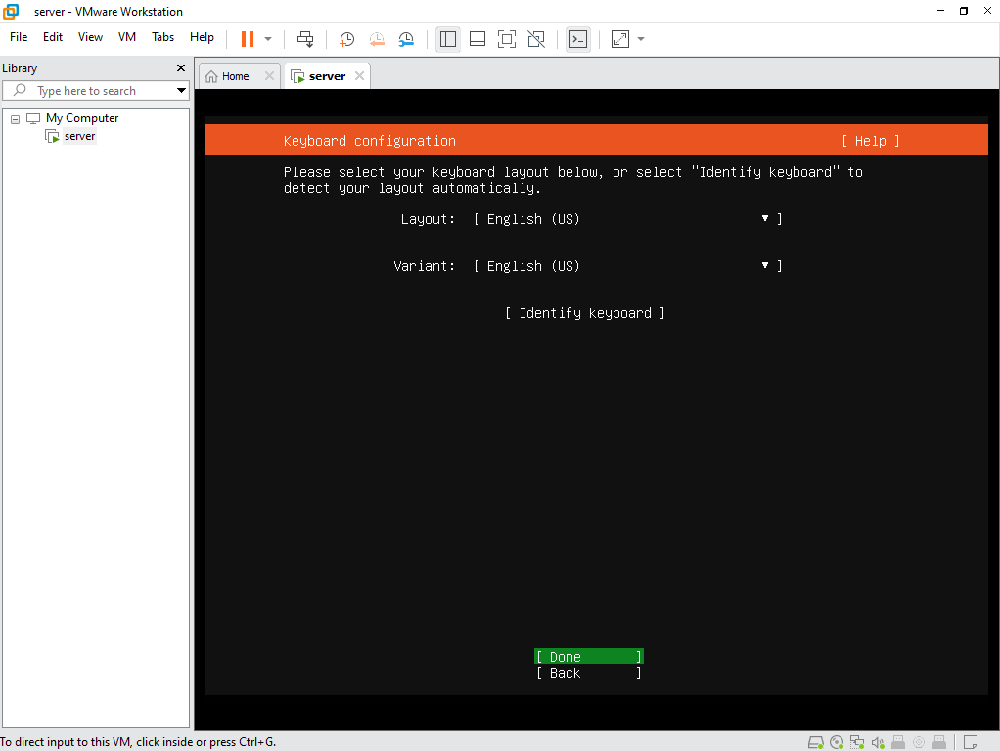 server - VMware Workstation
File Edit View VM Tabs Help
Library
Type here to search
My Computer
server
Home
server
Keyboard configuration [ Help ]
Please select your keyboard layout below, or select "Identify keyboard" to
detect your layout automatically.
Layout: [ English (US) ▼ ]
Variant: [ English (US) ▼ ]
[ Identify keyboard ]
[ Done ]
[ Back ]
To direct input to this VM, click inside or press Ctrl+G.